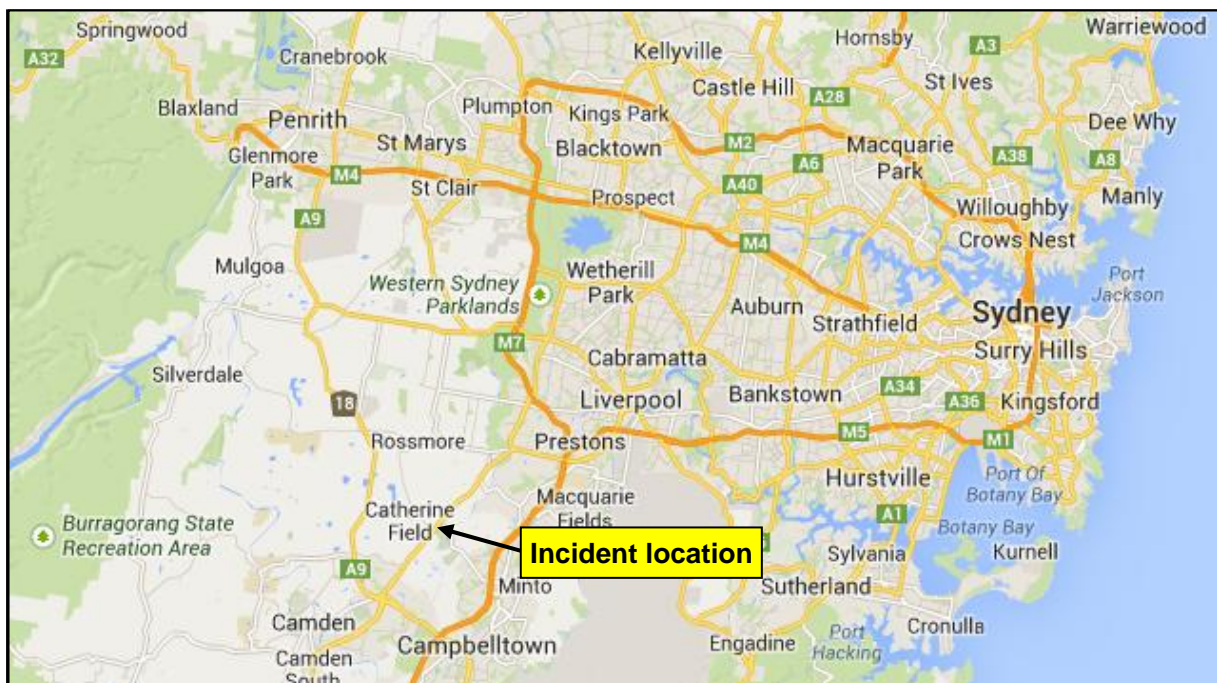 Springwood
Warriewood
Hornsby
A3
Kellyville
A32
Cranebrook
St Ives
Castle Hill
A28
Blaxland
Plumpton
Kings Park
Penrith
Dee Why
St Marys
Blacktown
M2
Macquarie
Park
A6
A38
A8
Glenmore
Park
M4
St Clair
A40
Prospect
Manly
Willoughby
A9
Crows Nest
M4
Mulgoa
Wetherill
Park
Western Sydney
Parklands
Port
Jackson
Auburn
Sydney
Strathfield
M7
Surry Hills
Cabramatta
Silverdale
Bankstown
A34
Liverpool
A36
Kingsford
18
Rossmore
Prestons
M5
M1
Hurstville
Port Of
Botany Bay
Macquarie
Fields
Catherine
Field
A1
Botany Bay
Burragorang State
Recreation Area
Incident location
Sylvania
Kurnell
A9
Minto
Sutherland
Camden
Cronulla
Campbelltown
Engadine
Port
Hacking
Camden
South